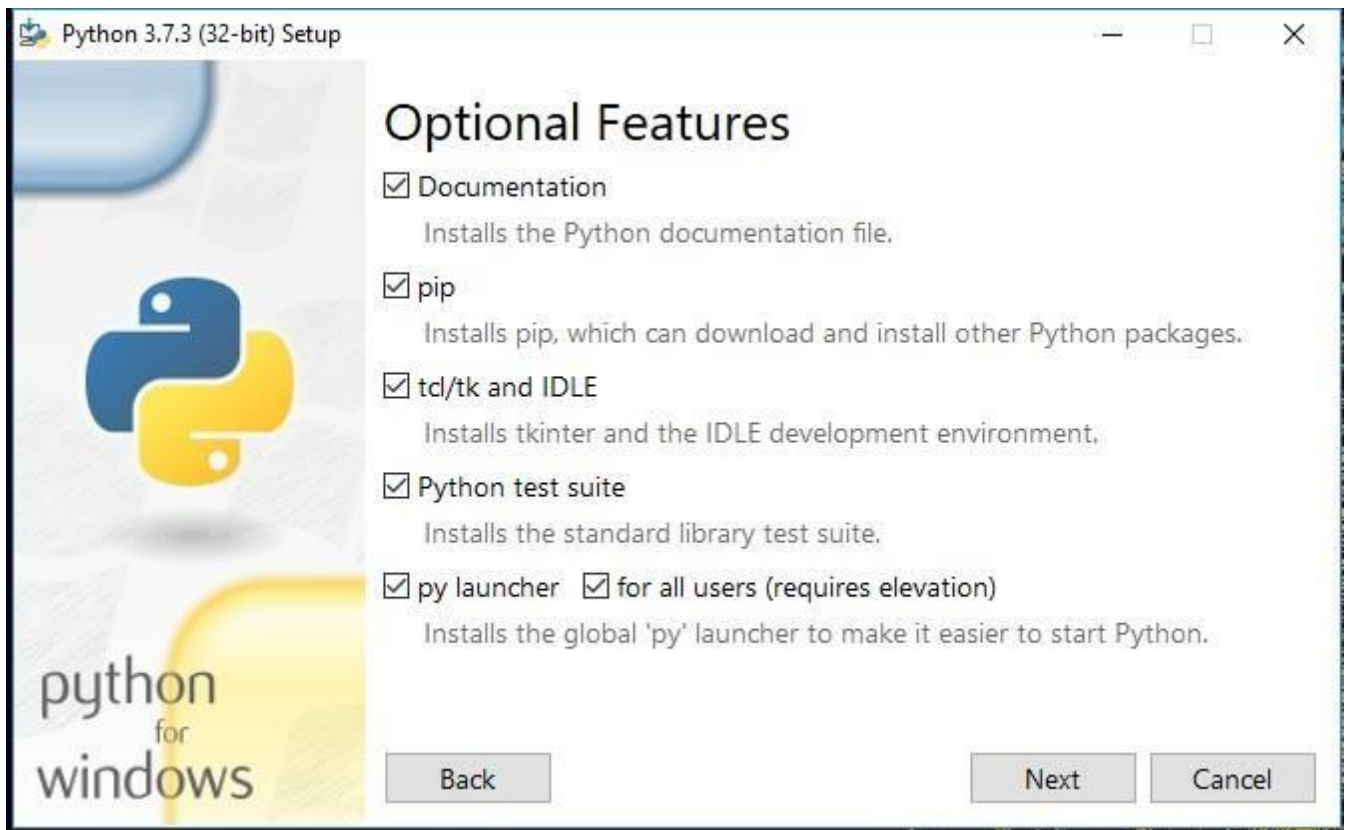 Python 3.7.3 (32-bit) Setup
Optional Features
Documentation
Installs the Python documentation file.
pip
Installs pip, which can download and install other Python packages.
tcl/tk and IDLE
Installs tkinter and the IDLE development environment.
Python test suite
Installs the standard library test suite.
py launcher for all users (requires elevation)
Installs the global 'py' launcher to make it easier to start Python.
python
for
windows
Back Next Cancel